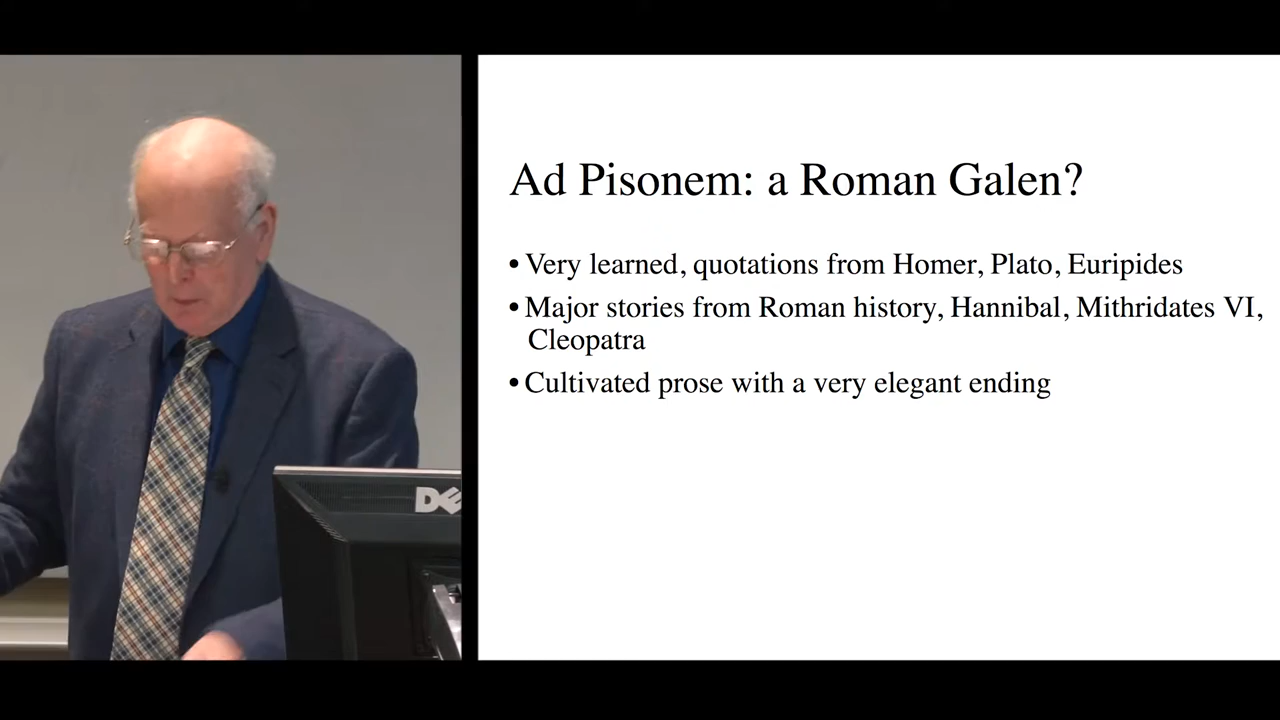 Ad Pisonem: a Roman Galen?
• Very learned, quotations from Homer, Plato, Euripides
• Major stories from Roman history, Hannibal, Mithridates VI,
Cleopatra
• Cultivated prose with a very elegant ending
DELL